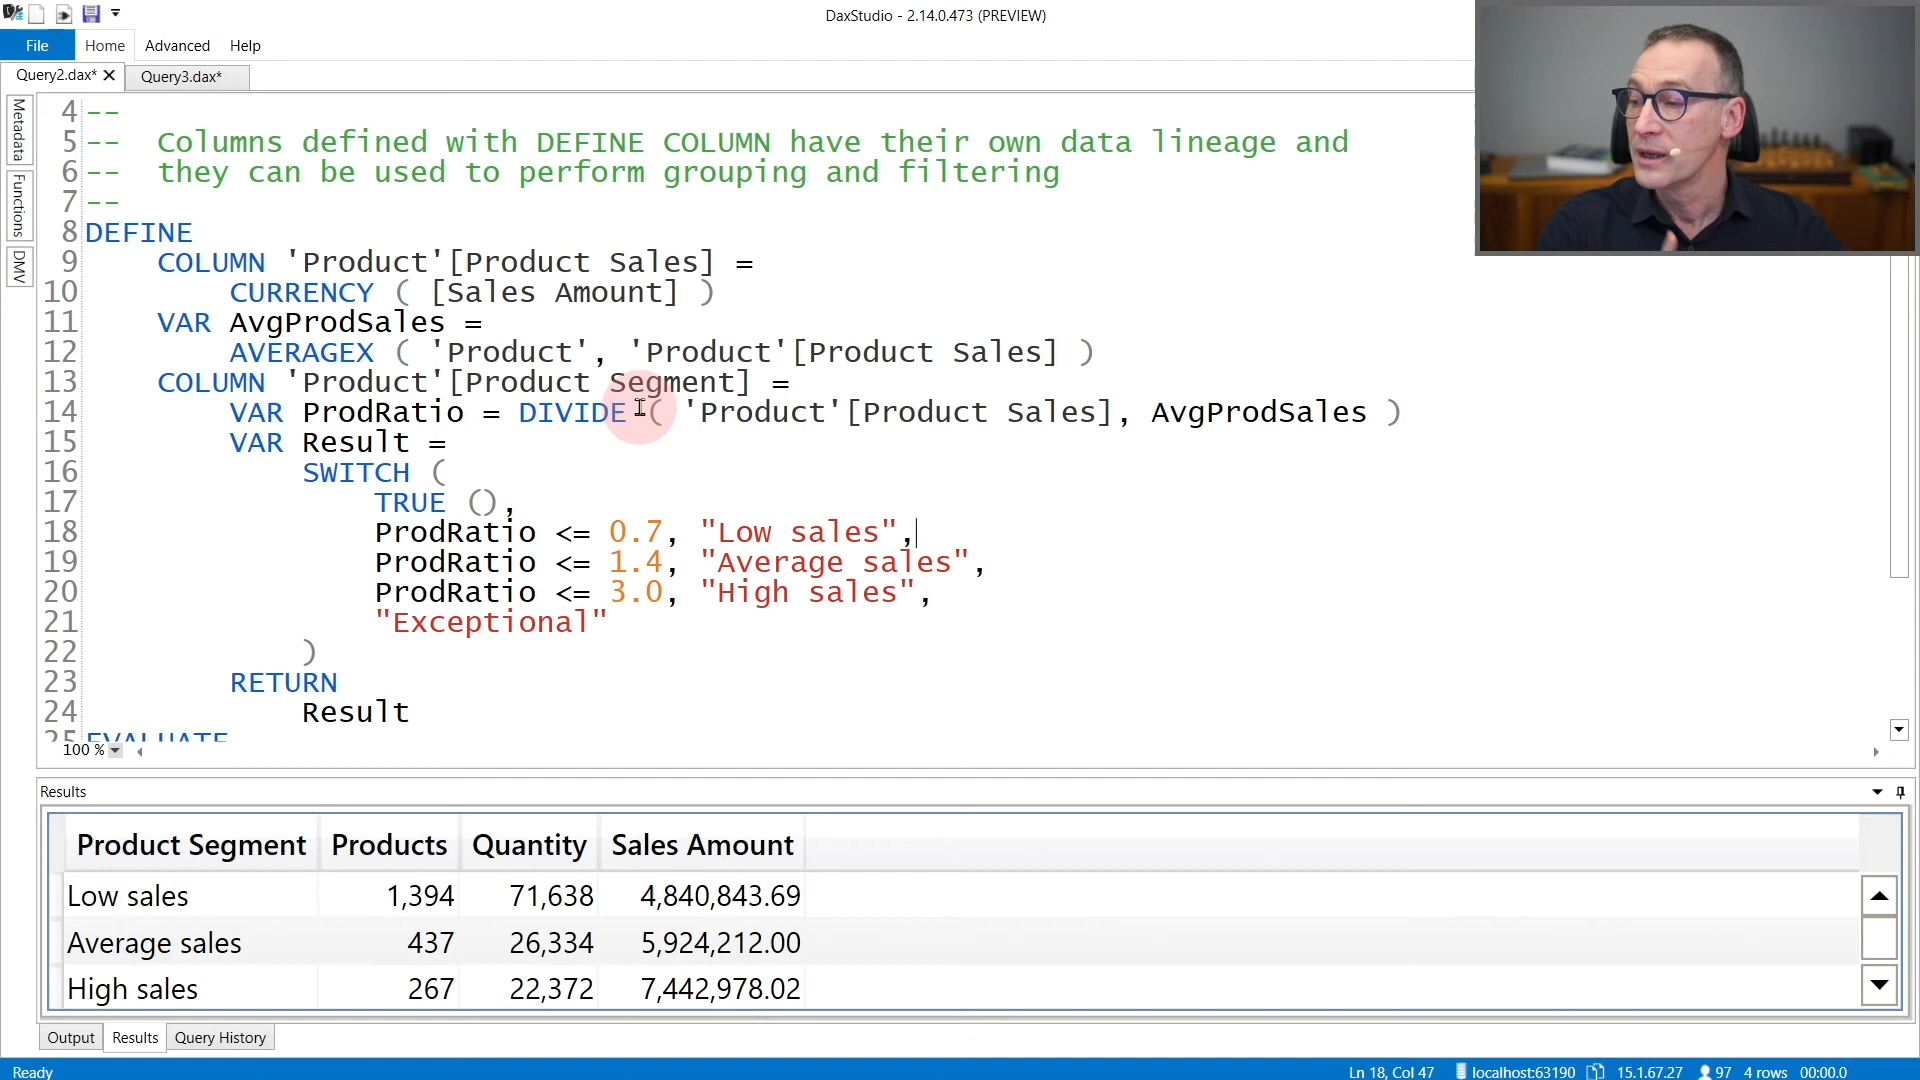 DaxStudio - 2.14.0.473 (PREVIEW)
File Home Advanced Help
Query2.dax* Query3.dax*
Metadata
Functions
DMV
4 --
5 -- Columns defined with DEFINE COLUMN have their own data lineage and
6 -- they can be used to perform grouping and filtering
7 --
8 DEFINE
9 COLUMN 'Product'[Product Sales] =
10 CURRENCY ( [Sales Amount] )
11 VAR AvgProdSales =
12 AVERAGEX ( 'Product', 'Product'[Product Sales] )
13 COLUMN 'Product'[Product Segment] =
14 VAR ProdRatio = DIVIDE ( 'Product'[Product Sales], AvgProdSales )
15 VAR Result =
16 SWITCH (
17 TRUE (),
18 ProdRatio <= 0.7, "Low sales",
19 ProdRatio <= 1.4, "Average sales",
20 ProdRatio <= 3.0, "High sales",
21 "Exceptional"
22 )
23 RETURN
24 Result
25 EVALUATE
100 %
Results
Product Segment Products Quantity Sales Amount
Low sales 1,394 71,638 4,840,843.69
Average sales 437 26,334 5,924,212.00
High sales 267 22,372 7,442,978.02
Output Results Query History
Ready Ln 18, Col 47 localhost:63190 15.1.67.27 97 4 rows 00:00.0